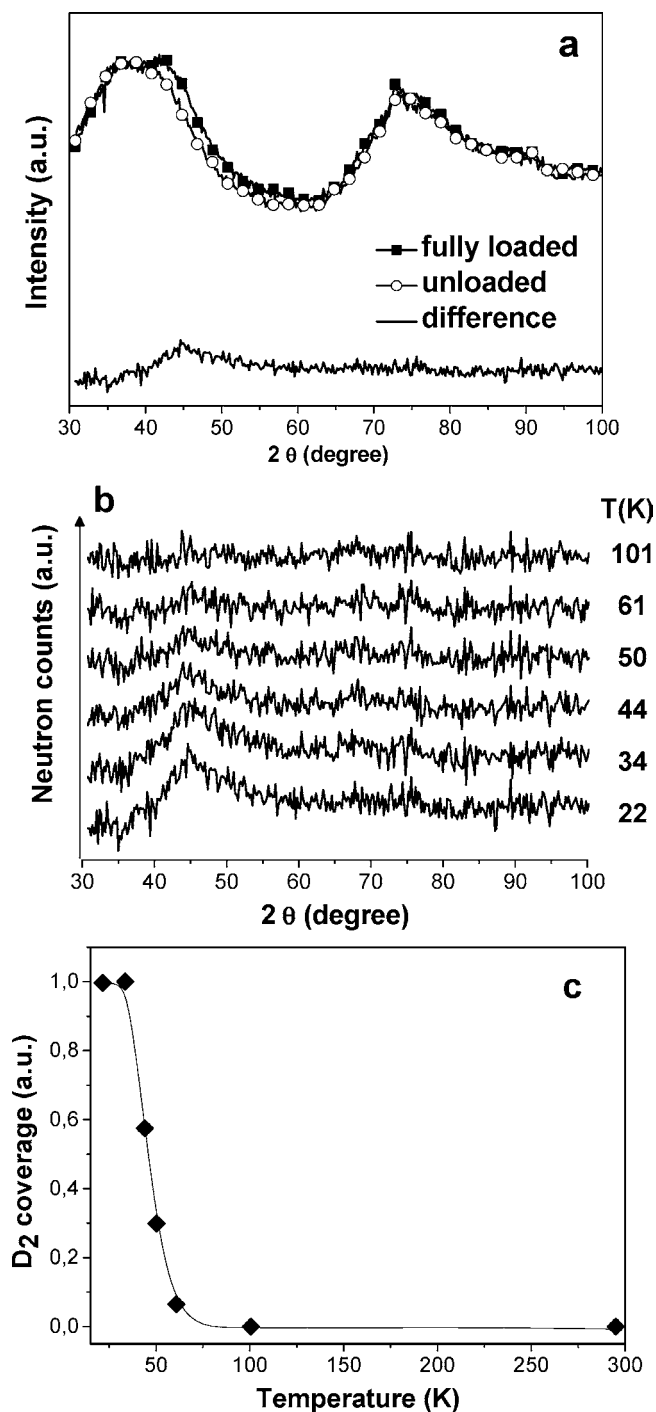 a
Intensity (a.u.)
fully loaded
unloaded
difference
30 40 50 60 70 80 90 100
2 θ (degree)
b
T(K)
Neutron counts (a.u.)
101
61
50
44
34
22
30 40 50 60 70 80 90 100
2 θ (degree)
c
D2 coverage (a.u.)
1,0
0,8
0,6
0,4
0,2
0,0
50 100 150 200 250 300
Temperature (K)